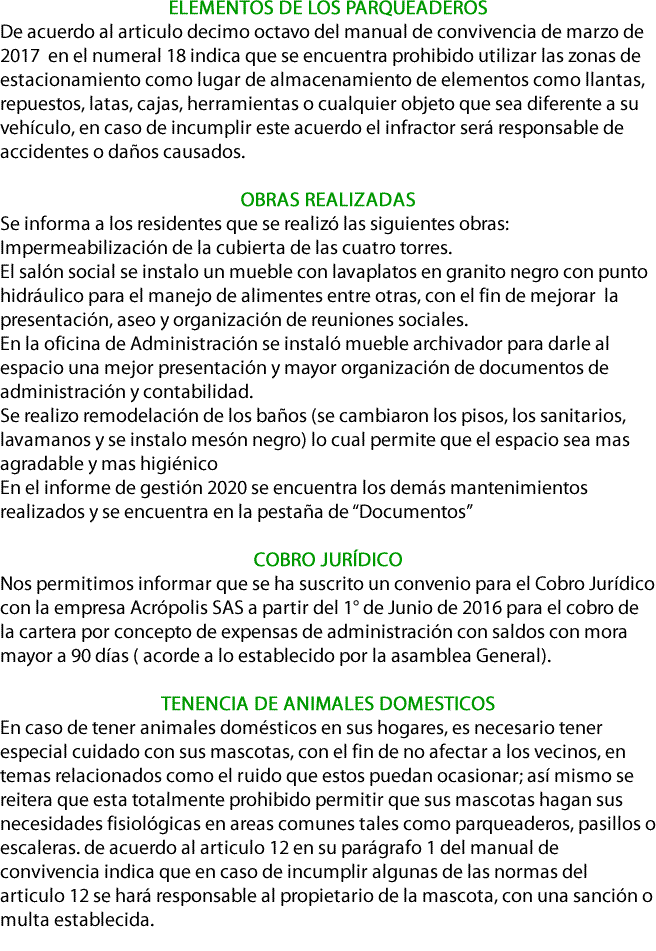 ELEMENTOS DE LOS PARQUEADEROS
De acuerdo al articulo decimo octavo del manual de convivencia de marzo de
2017  en el numeral 18 indica que se encuentra prohibido utilizar las zonas de
estacionamiento como lugar de almacenamiento de elementos como llantas,
repuestos, latas, cajas, herramientas o cualquier objeto que sea diferente a su
vehículo, en caso de incumplir este acuerdo el infractor será responsable de
accidentes o daños causados.
OBRAS REALIZADAS
Se informa a los residentes que se realizó las siguientes obras:
Impermeabilización de la cubierta de las cuatro torres.
El salón social se instalo un mueble con lavaplatos en granito negro con punto
hidráulico para el manejo de alimentes entre otras, con el fin de mejorar  la
presentación, aseo y organización de reuniones sociales.
En la oficina de Administración se instaló mueble archivador para darle al
espacio una mejor presentación y mayor organización de documentos de
administración y contabilidad.
Se realizo remodelación de los baños (se cambiaron los pisos, los sanitarios,
lavamanos y se instalo mesón negro) lo cual permite que el espacio sea mas
agradable y mas higiénico
En el informe de gestión 2020 se encuentra los demás mantenimientos
realizados y se encuentra en la pestaña de “Documentos”
COBRO JURÍDICO
Nos permitimos informar que se ha suscrito un convenio para el Cobro Jurídico
con la empresa Acrópolis SAS a partir del 1° de Junio de 2016 para el cobro de
la cartera por concepto de expensas de administración con saldos con mora
mayor a 90 días ( acorde a lo establecido por la asamblea General).
TENENCIA DE ANIMALES DOMESTICOS
En caso de tener animales domésticos en sus hogares, es necesario tener
especial cuidado con sus mascotas, con el fin de no afectar a los vecinos, en
temas relacionados como el ruido que estos puedan ocasionar; así mismo se
reitera que esta totalmente prohibido permitir que sus mascotas hagan sus
necesidades fisiológicas en areas comunes tales como parqueaderos, pasillos o
escaleras. de acuerdo al articulo 12 en su parágrafo 1 del manual de
convivencia indica que en caso de incumplir algunas de las normas del
articulo 12 se hará responsable al propietario de la mascota, con una sanción o
multa establecida.